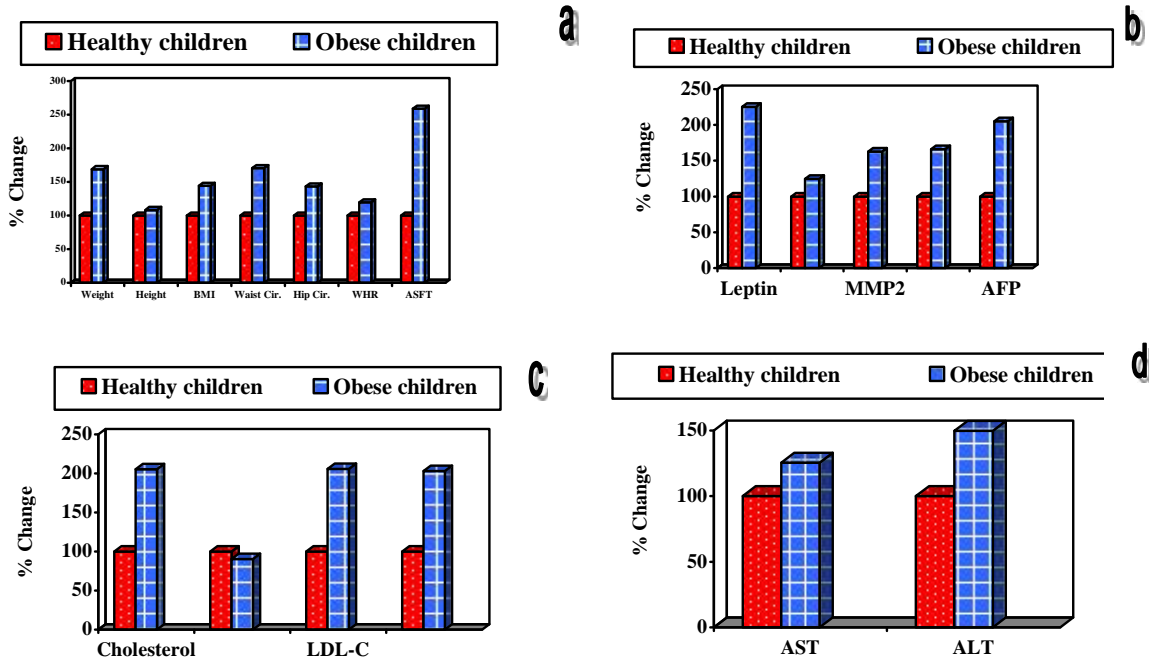 a
Healthy children Obese children
% Change
300
250
200
150
100
50
0
Weight Height BMI Waist Cir. Hip Cir. WHR ASFT
b
Healthy children Obese children
% Change
250
200
150
100
50
0
Leptin MMP2 AFP
c
Healthy children Obese children
% Change
250
200
150
100
50
0
Cholesterol LDL-C
d
Healthy children Obese children
% Change
150
100
50
0
AST ALT